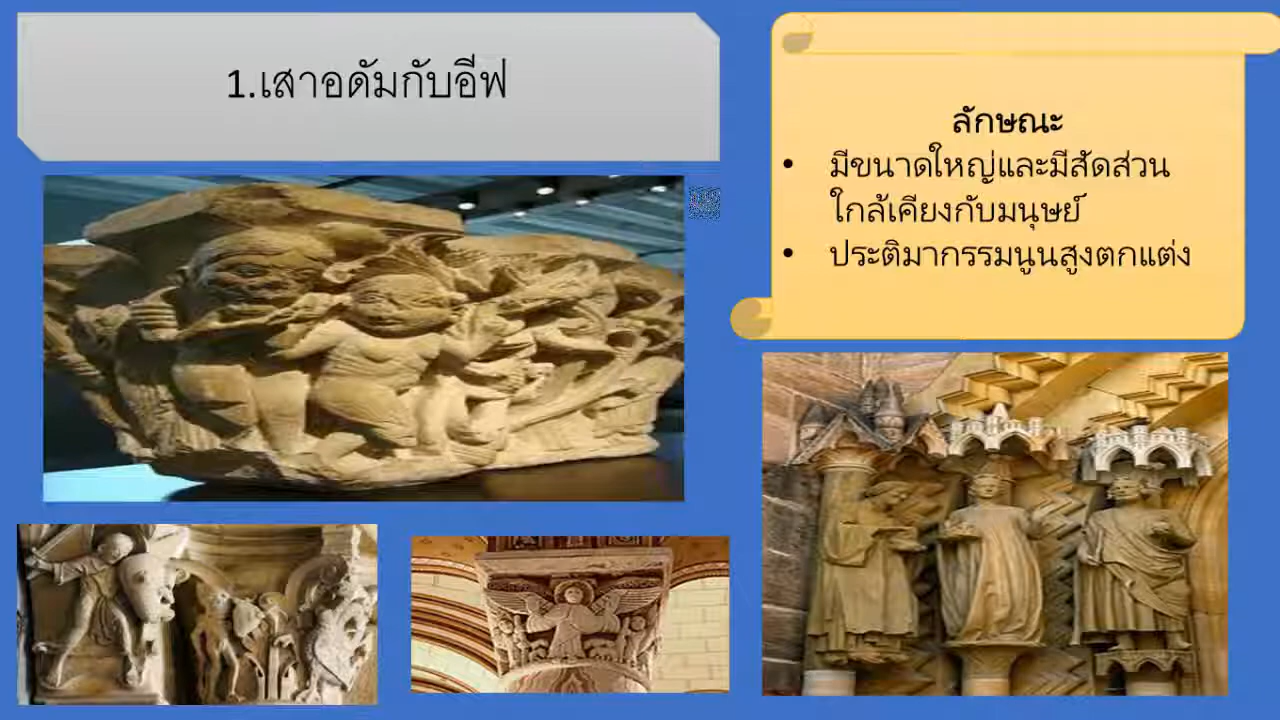 1.เสาอดัมกับอีฟ
ลักษณะ
• มีขนาดใหญ่และมีสัดส่วน
ใกล้เคียงกับมนุษย์
• ประติมากรรมนูนสูงตกแต่ง